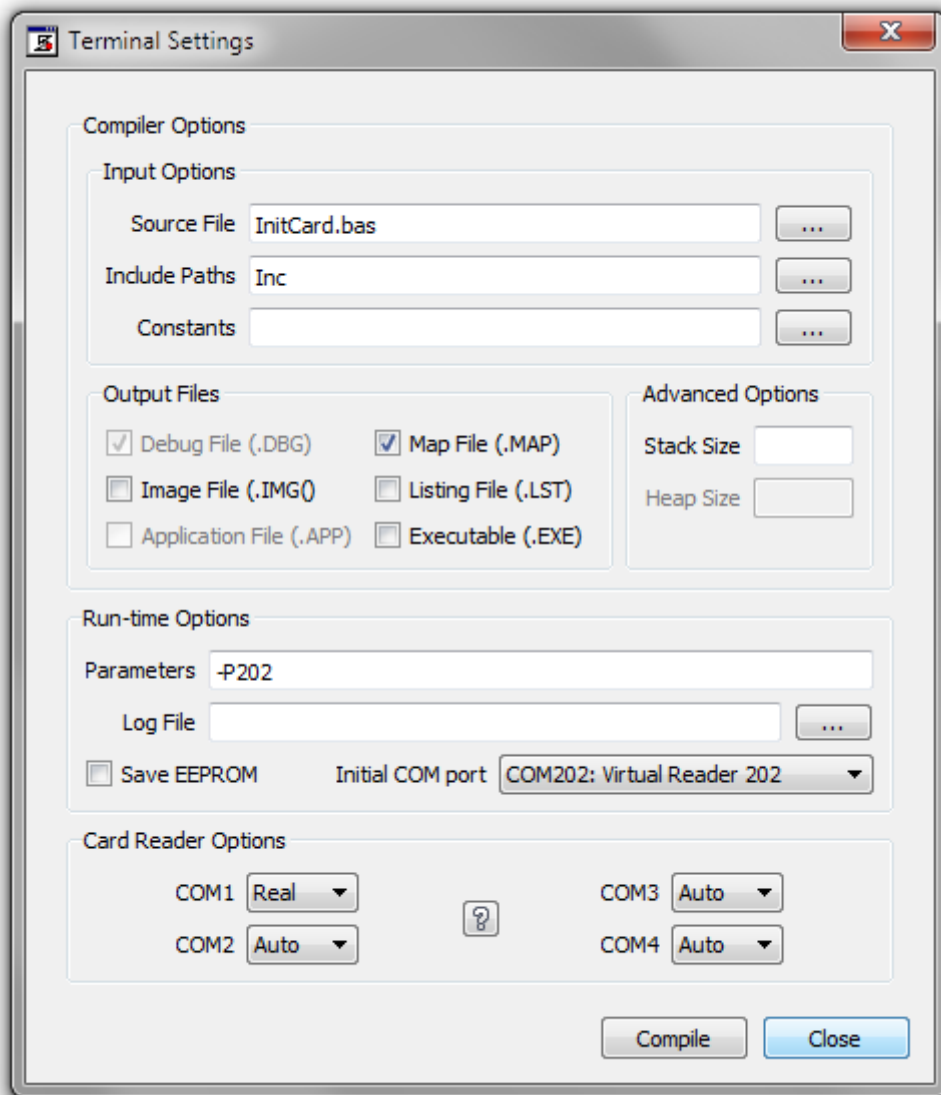 Terminal Settings
Compiler Options
Input Options
Source File InitCard.bas ...
Include Paths Inc ...
Constants ...
Output Files
Advanced Options
Debug File (.DBG) Map File (.MAP)
Stack Size
Image File (.IMG() Listing File (.LST)
Heap Size
Application File (.APP) Executable (.EXE)
Run-time Options
Parameters -P202
Log File ...
Save EEPROM Initial COM port COM202: Virtual Reader 202
Card Reader Options
COM1 Real ? COM3 Auto
COM2 Auto COM4 Auto
Compile Close